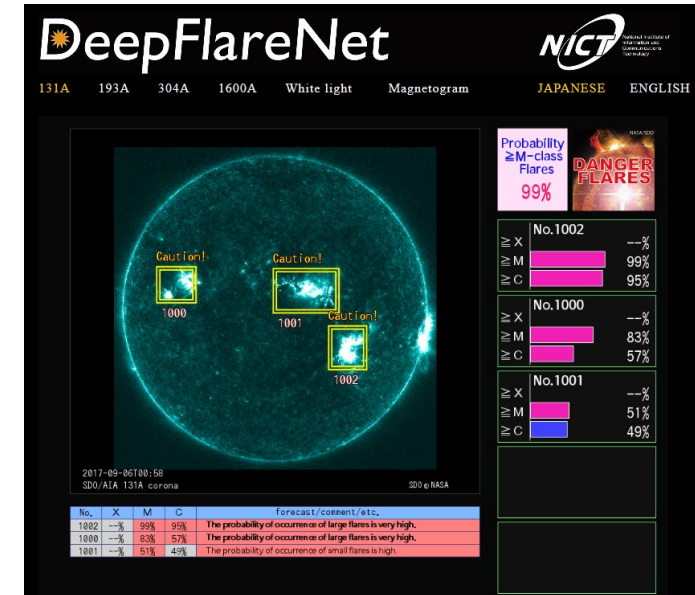 DeepFlareNet
NICT
National Institute of
Information and
Communications
Technology
131A 193A 304A 1600A White light Magnetogram JAPANESE ENGLISH
Probability
≧M-class
Flares
99%
NASA/SDO
DANGER
FLARES
Caution!
1000
Caution!
1001
Caution!
1002
2017-09-06T00:58
SDO/AIA 131A corona
SDO©NASA
No.1002
≧X --%
≧M 99%
≧C 95%
No.1000
≧X --%
≧M 83%
≧C 57%
No.1001
≧X --%
≧M 51%
≧C 49%
No. X M C forecast/comment/etc.
1002 --% 99% 95% The probability of occurrence of large flares is very high.
1000 --% 83% 57% The probability of occurrence of large flares is very high.
1001 --% 51% 49% The probability of occurrence of small flares is high.